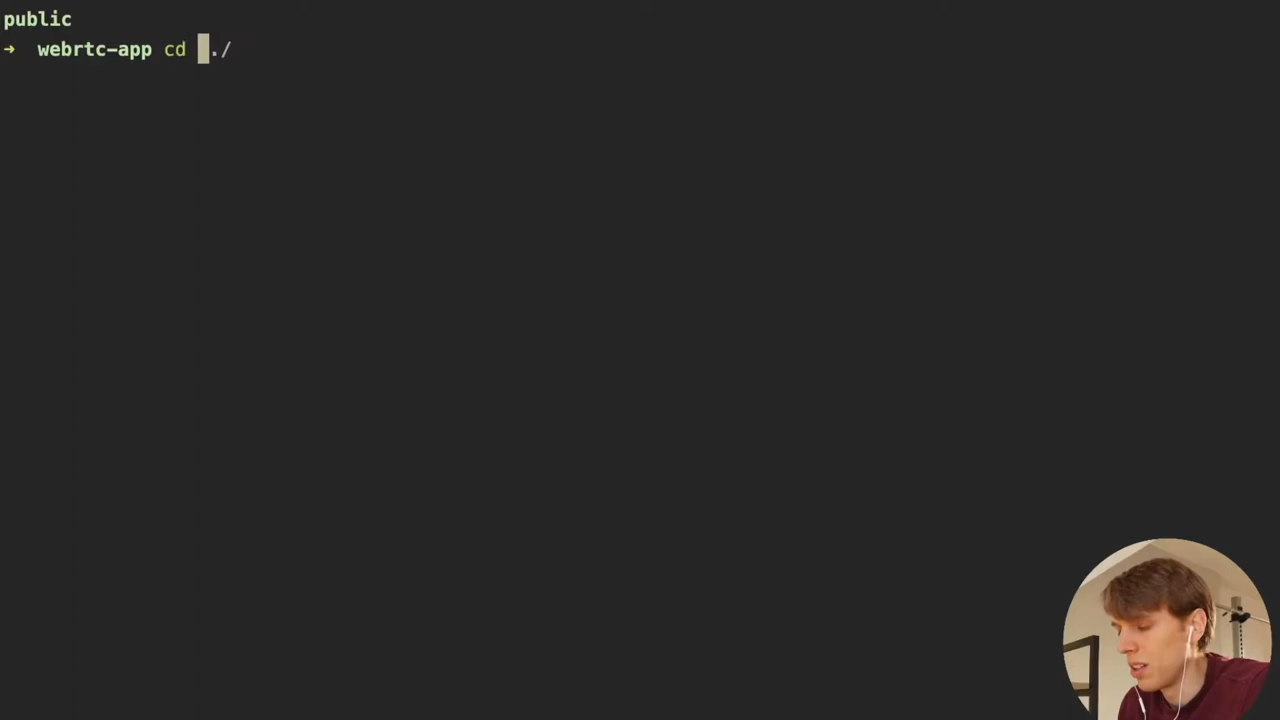 public
➜ webrtc-app cd ./